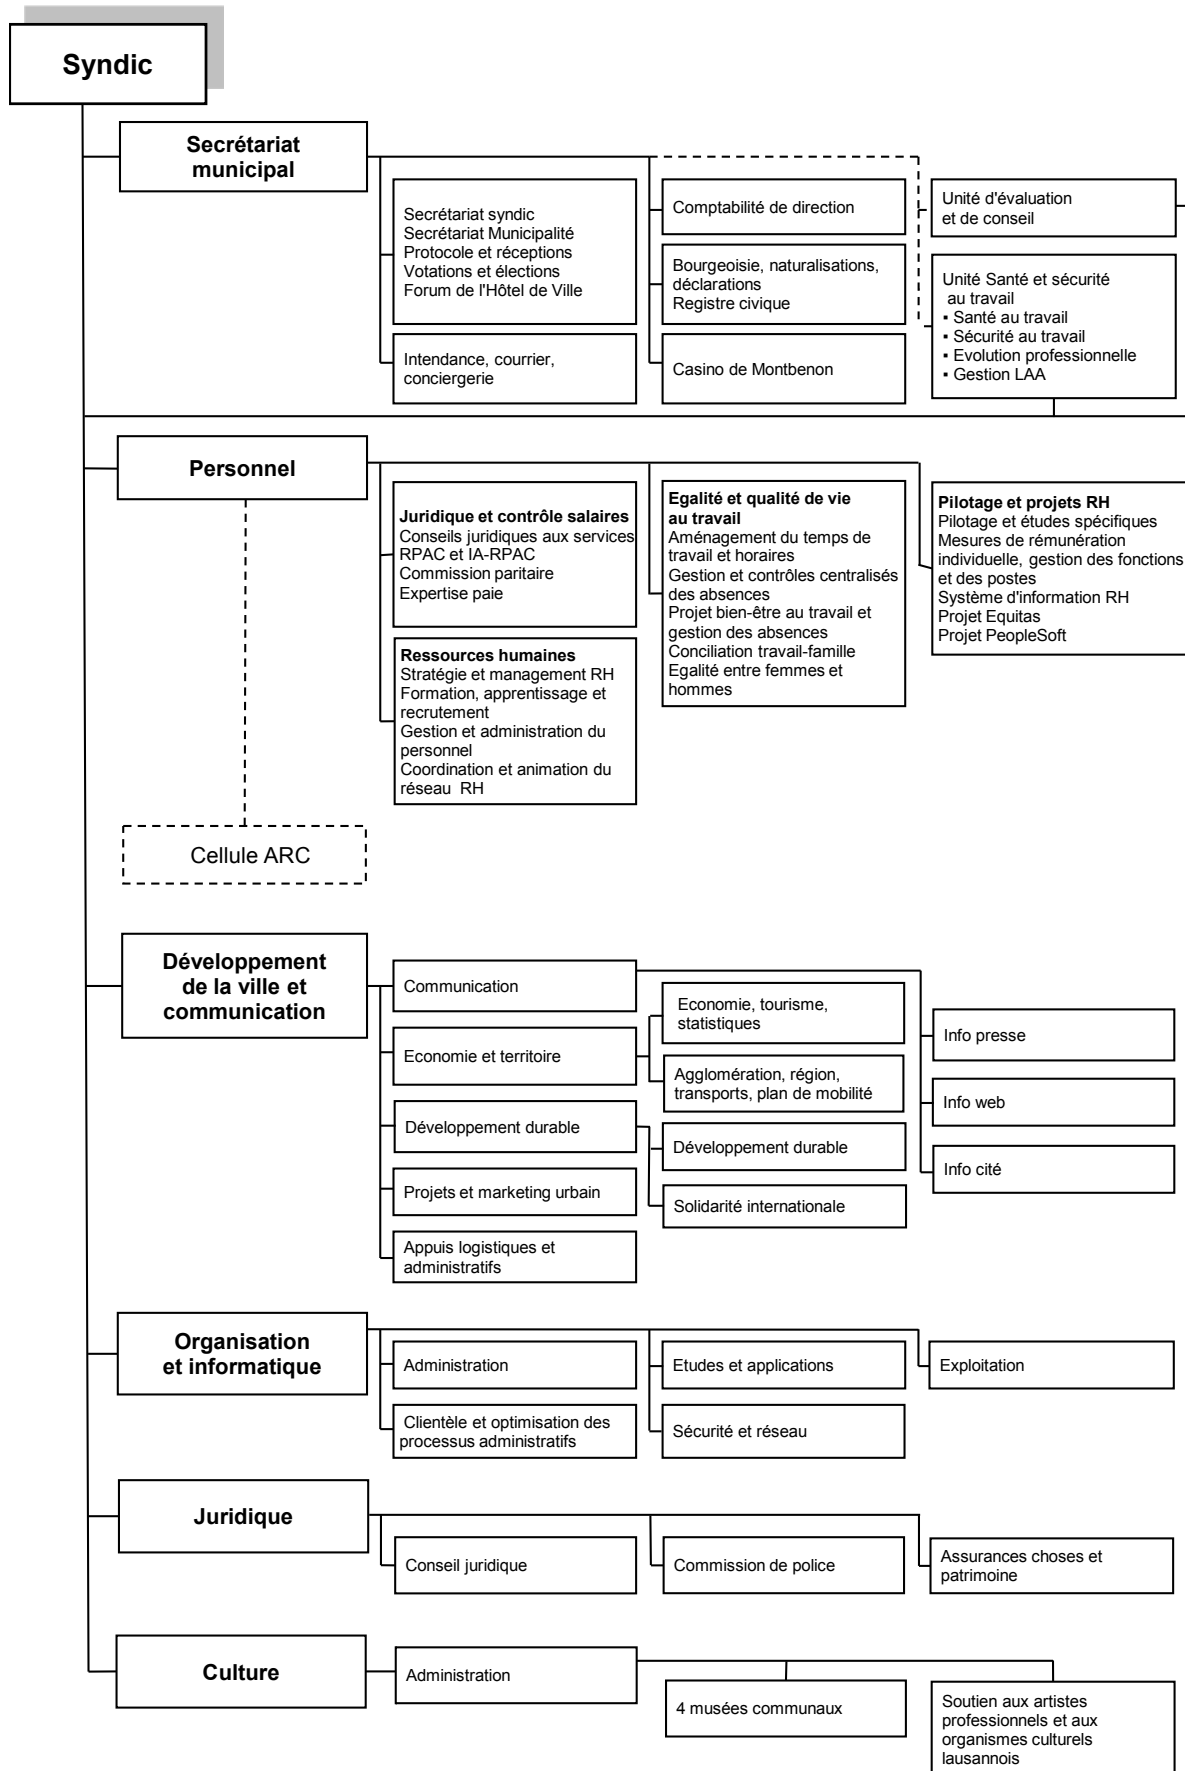 Syndic
Secrétariat
municipal
Secrétariat syndic
Secrétariat Municipalité
Protocole et réceptions
Votations et élections
Forum de l'Hôtel de Ville
Intendance, courrier,
conciergerie
Comptabilité de direction
Bourgeoisie, naturalisations,
déclarations
Registre civique
Casino de Montbenon
Unité d'évaluation
et de conseil
Unité Santé et sécurité
au travail
▪ Santé au travail
▪ Sécurité au travail
▪ Evolution professionnelle
▪ Gestion LAA
Personnel
Juridique et contrôle salaires
Conseils juridiques aux services
RPAC et IA-RPAC
Commission paritaire
Expertise paie
Ressources humaines
Stratégie et management RH
Formation, apprentissage et
recrutement
Gestion et administration du
personnel
Coordination et animation du
réseau RH
Egalité et qualité de vie
au travail
Aménagement du temps de
travail et horaires
Gestion et contrôles centralisés
des absences
Projet bien-être au travail et
gestion des absences
Conciliation travail-famille
Egalité entre femmes et
hommes
Pilotage et projets RH
Pilotage et études spécifiques
Mesures de rémunération
individuelle, gestion des fonctions
et des postes
Système d'information RH
Projet Equitas
Projet PeopleSoft
Cellule ARC
Développement
de la ville et
communication
Communication
Economie et territoire
Développement durable
Projets et marketing urbain
Appuis logistiques et
administratifs
Economie, tourisme,
statistiques
Agglomération, région,
transports, plan de mobilité
Développement durable
Solidarité internationale
Info presse
Info web
Info cité
Organisation
et informatique
Administration
Clientèle et optimisation des
processus administratifs
Etudes et applications
Sécurité et réseau
Exploitation
Juridique
Conseil juridique
Commission de police
Assurances choses et
patrimoine
Culture
Administration
4 musées communaux
Soutien aux artistes
professionnels et aux
organismes culturels
lausannois